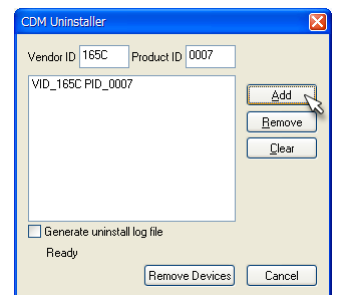 CDM Uninstaller
Vendor ID 165C Product ID 0007
VID_165C PID_0007
Add
Remove
Clear
Generate uninstall log file
Ready
Remove Devices Cancel